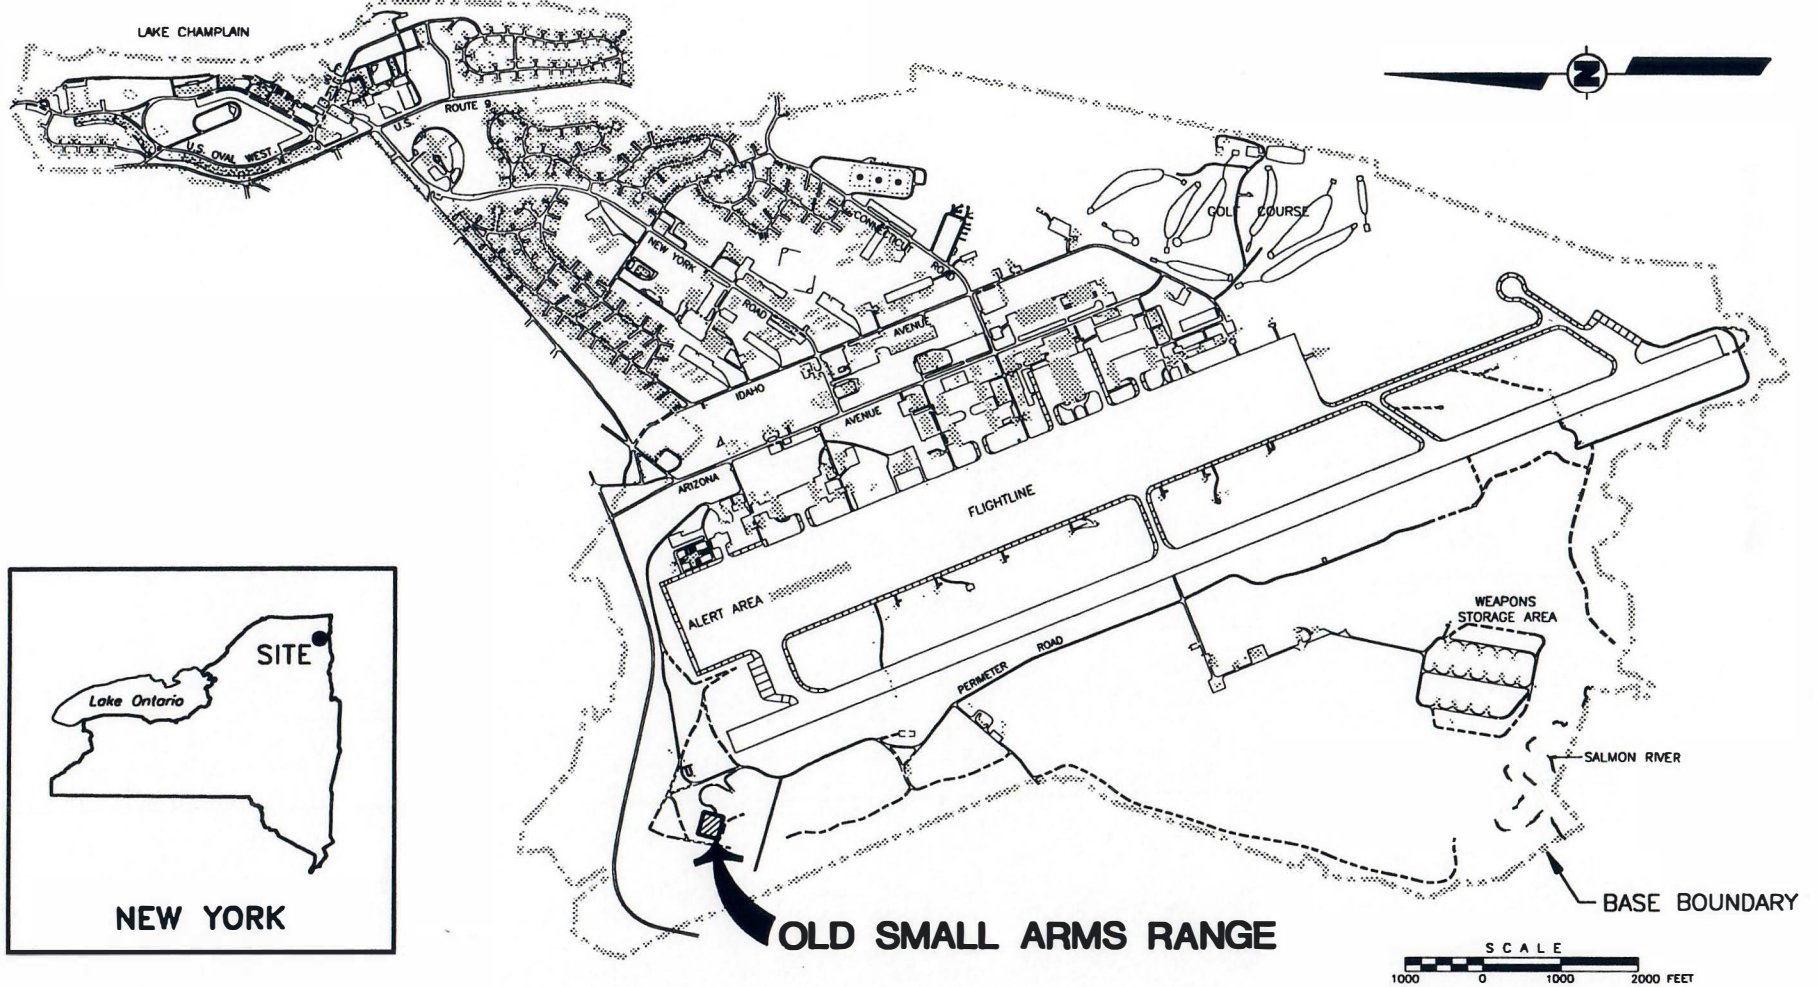 LAKE CHAMPLAIN
N
U.S. ROUTE 9
U.S. OVAL WEST
GOLF COURSE
CONNECTICUT ROAD
NEW YORK ROAD
IDAHO AVENUE
ARIZONA AVENUE
FLIGHTLINE
ALERT AREA
WEAPONS
STORAGE AREA
PERIMETER ROAD
SITE
Lake Ontario
NEW YORK
SALMON RIVER
BASE BOUNDARY
OLD SMALL ARMS RANGE
SCALE
1000 0 1000 2000 FEET